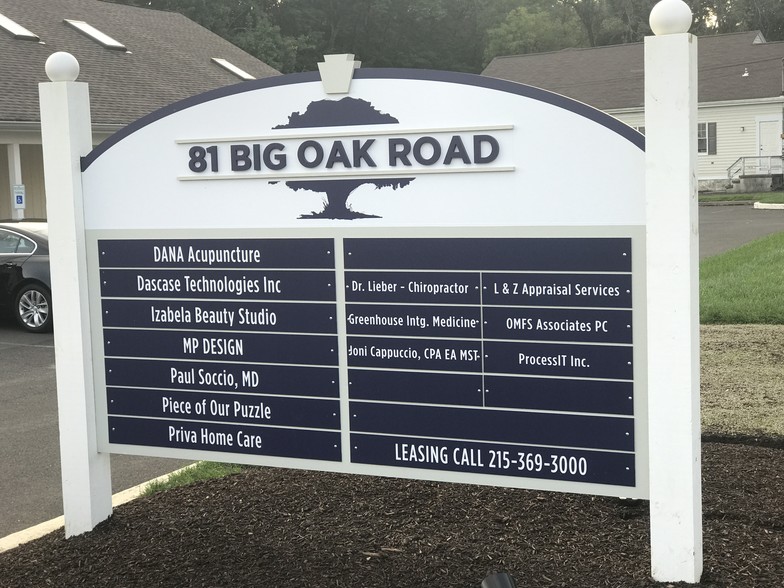 81 BIG OAK ROAD
DANA Acupuncture
Dascase Technologies Inc
Izabela Beauty Studio
MP DESIGN
Paul Soccio, MD
Piece of Our Puzzle
Priva Home Care
Dr. Lieber - Chiropractor
L & Z Appraisal Services
Greenhouse Intg. Medicine
OMFS Associates PC
Joni Cappuccio, CPA EA MST
ProcessIT Inc.
LEASING CALL 215-369-3000